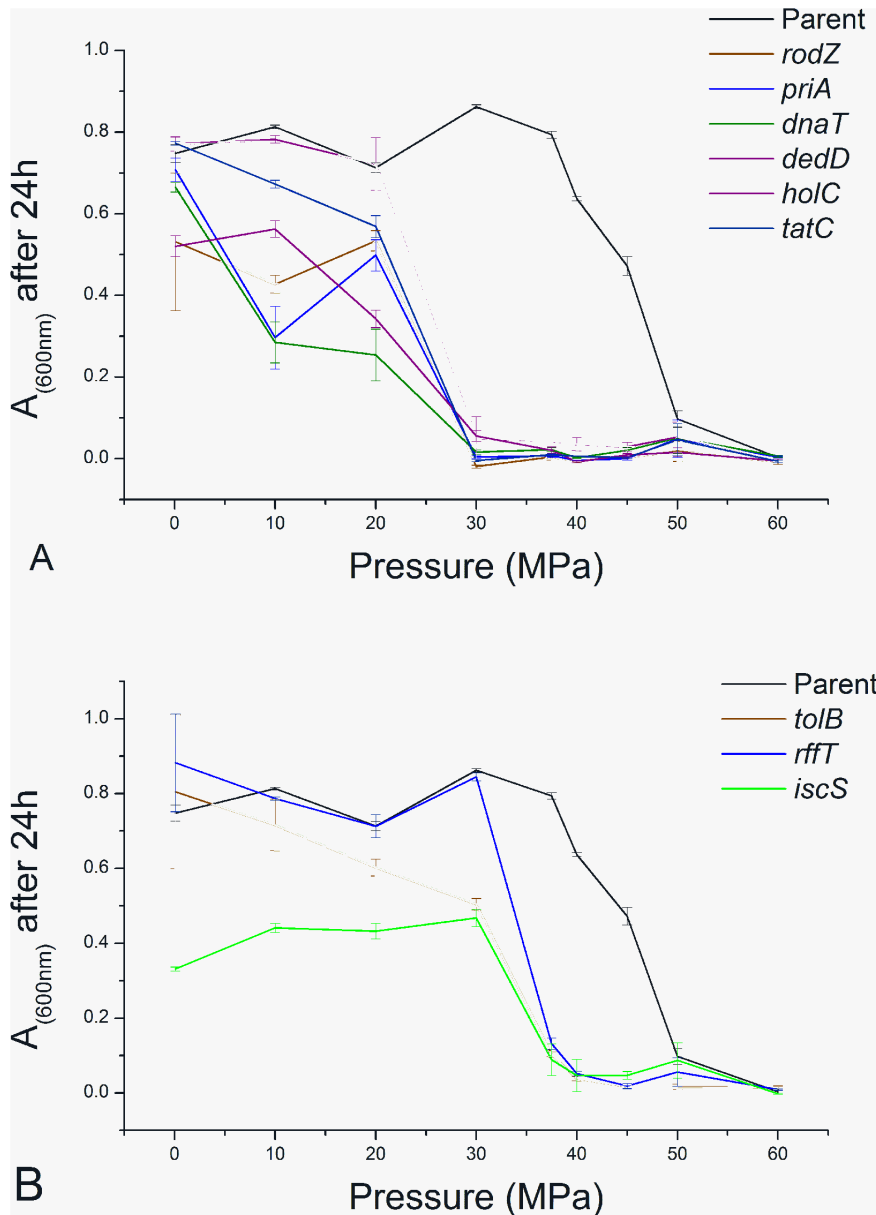 Parent
rodZ
priA
dnaT
dedD
holC
tatC
1.0
0.8
0.6
0.4
0.2
0.0
A(600nm) after 24h
0 10 20 30 40 50 60
Pressure (MPa)
A
Parent
tolB
rffT
iscS
1.0
0.8
0.6
0.4
0.2
0.0
A(600nm) after 24h
0 10 20 30 40 50 60
Pressure (MPa)
B